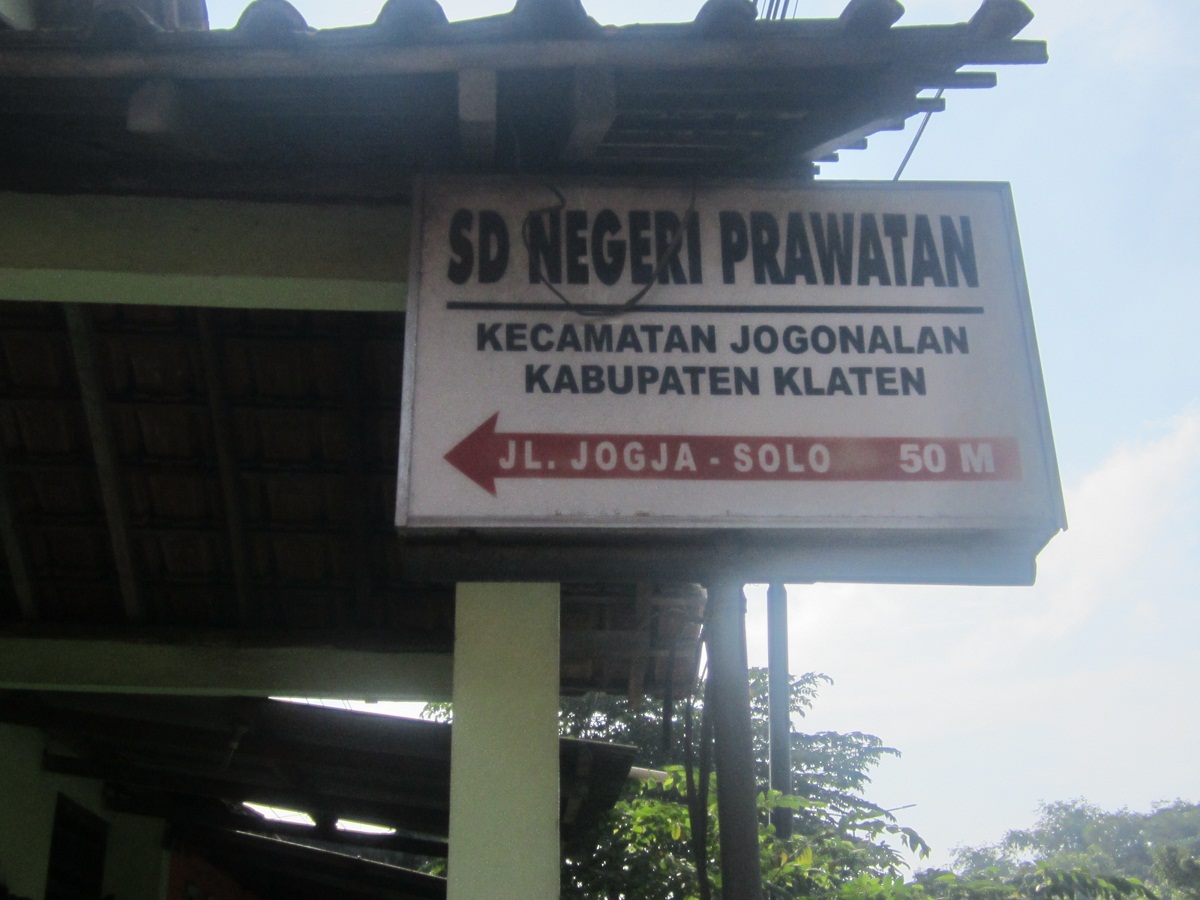 SD NEGERI PRAWATAN
KECAMATAN JOGONALAN
KABUPATEN KLATEN
JL. JOGJA - SOLO 50 M